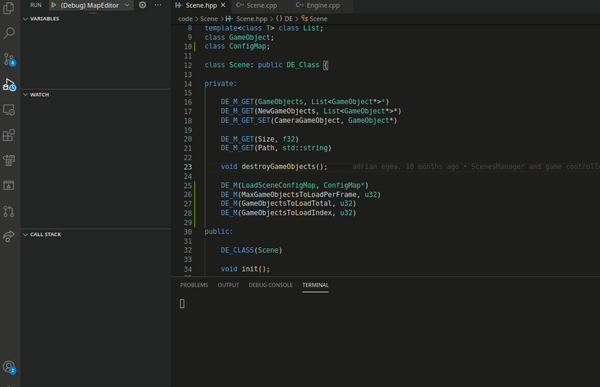 RUN (Debug) MapEditor
Scene.hpp Scene.cpp Engine.cpp
code > Scene > H- Scene.hpp > {} DE > Scene
VARIABLES
8 template<class T> class List;
9 class GameObject;
10 class ConfigMap;
11
12 class Scene: public DE_Class {
13
14 private:
15
16 DE_M_GET(GameObjects, List<GameObject*>*)
17 DE_M_GET(NewGameObjects, List<GameObject*>*)
18 DE_M_GET_SET(CameraGameObject, GameObject*)
19
20 DE_M_GET(Size, f32)
21 DE_M_GET(Path, std::string)
22
23 void destroyGameObjects(); adrian egea, 10 months ago • ScenesManager and game controlle
24
25 DE_M(LoadSceneConfigMap, ConfigMap*)
26 DE_M(MaxGameObjectsToLoadPerFrame, u32)
27 DE_M(GameObjectsToLoadTotal, u32)
28 DE_M(GameObjectsToLoadIndex, u32)
29
30 public:
31
32 DE_CLASS(Scene)
33
34 void init();
WATCH
CALL STACK
PROBLEMS OUTPUT DEBUG CONSOLE TERMINAL